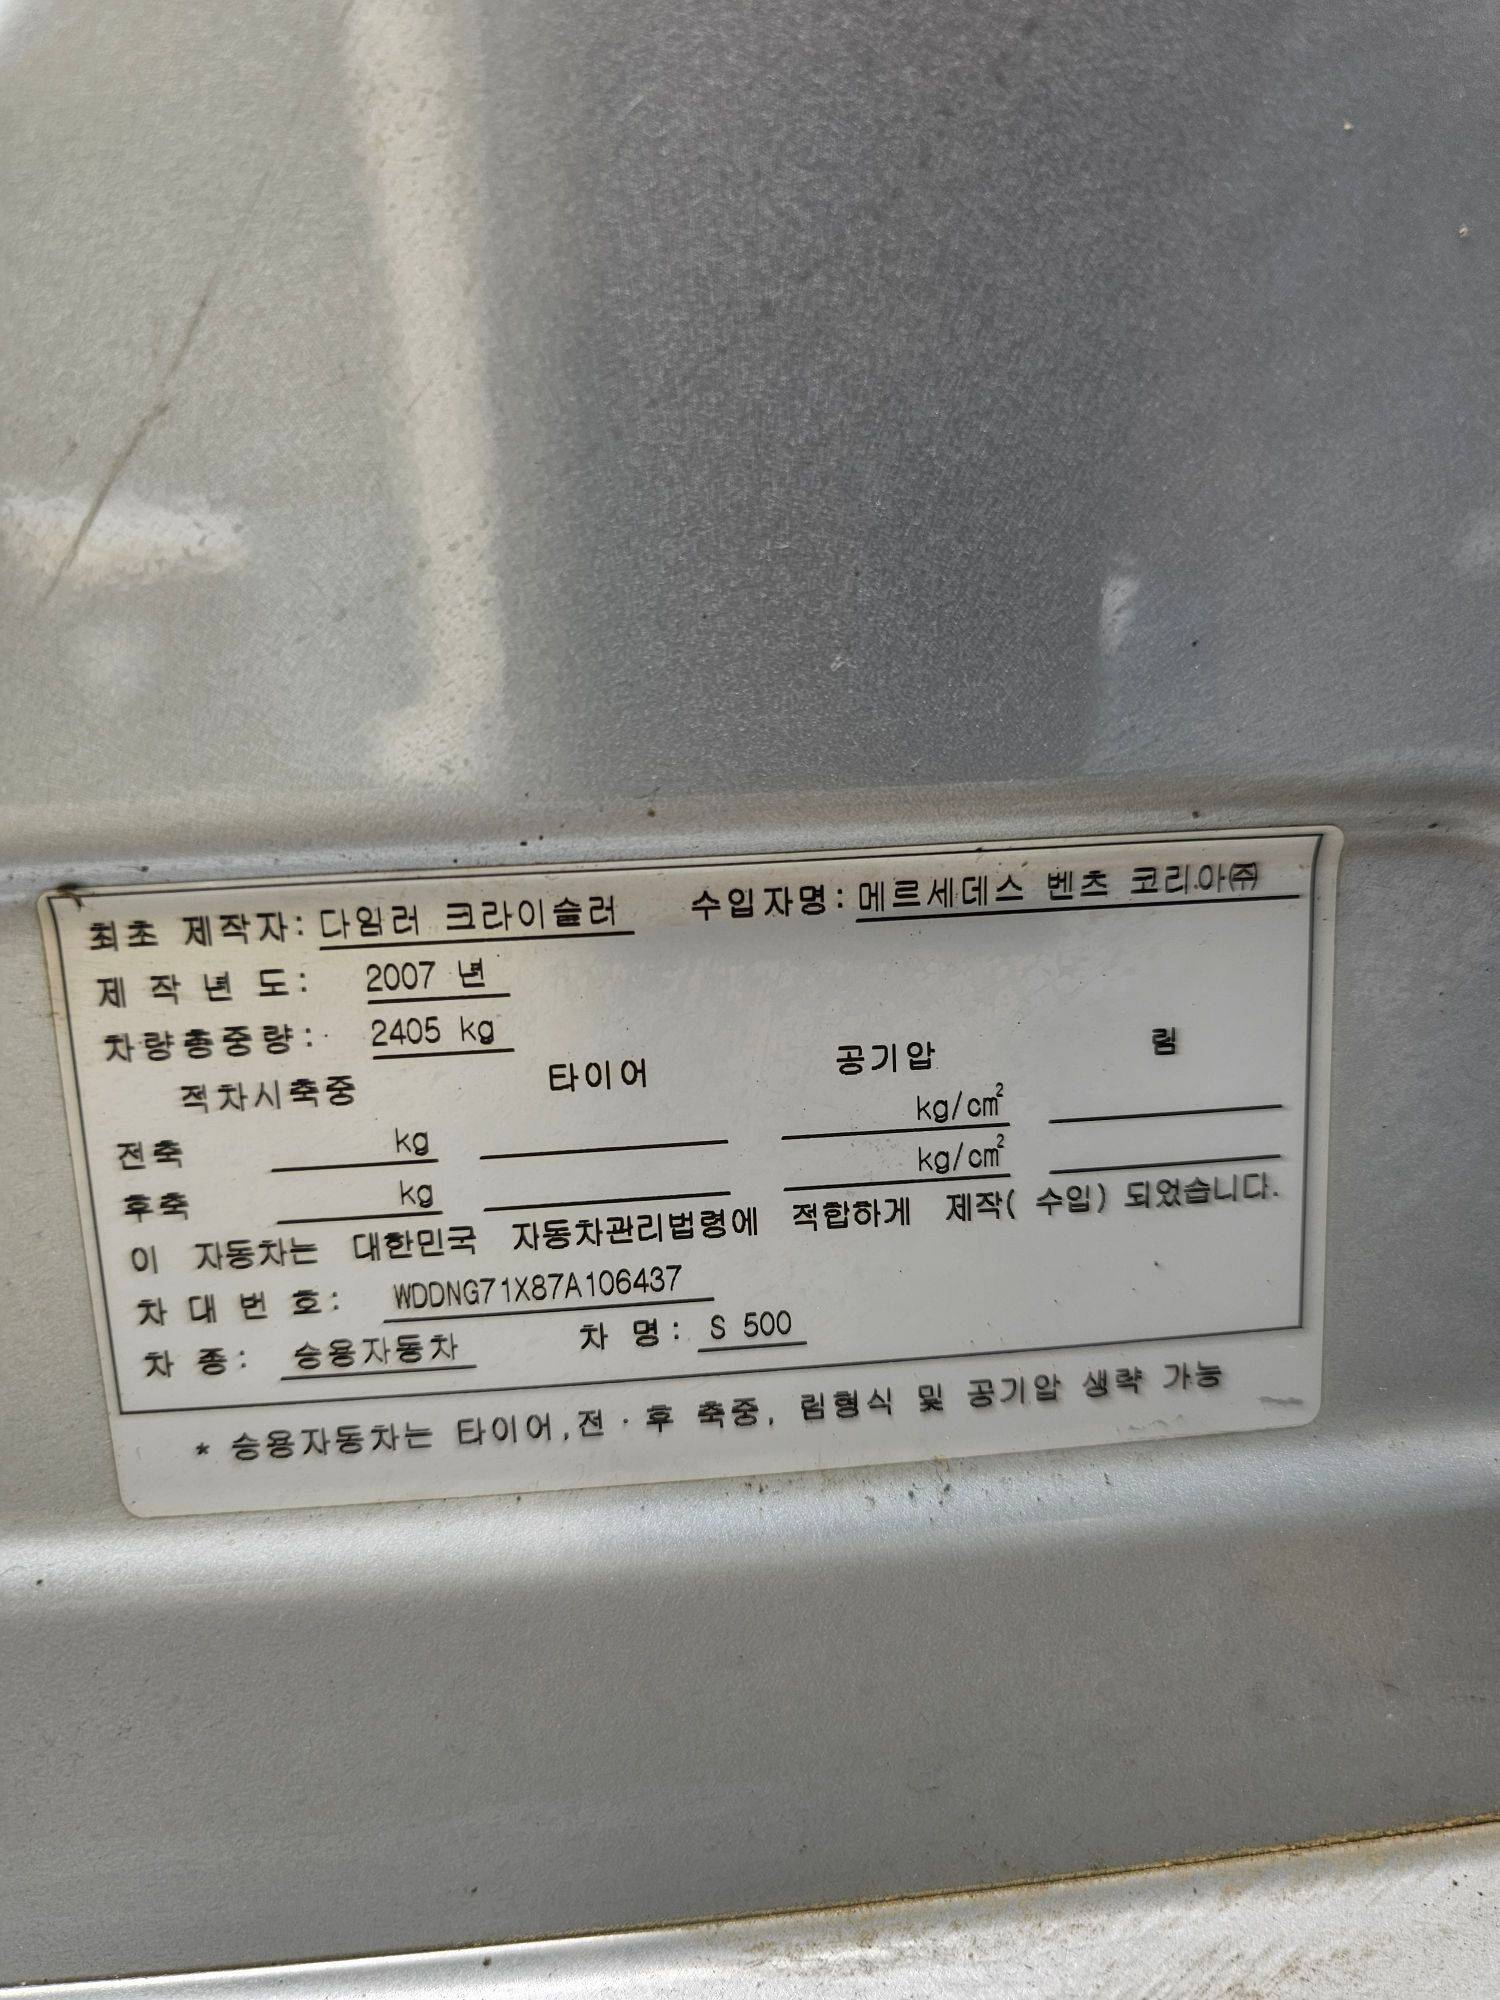 최초 제작자: 다임러 크라이슬러 수입자명: 메르세데스 벤츠 코리아㈜
제 작 년 도: 2007 년
차량총중량: 2405 kg
적차시축중 타이어 공기압 림
전축 kg kg/cm²
후축 kg kg/cm²
이 자동차는 대한민국 자동차관리법령에 적합하게 제작( 수입) 되었습니다.
차 대 번 호: WDDNG71X87A106437
차 종: 승용자동차 차 명: S 500
* 승용자동차는 타이어,전 · 후 축중, 림형식 및 공기압 생략 가능